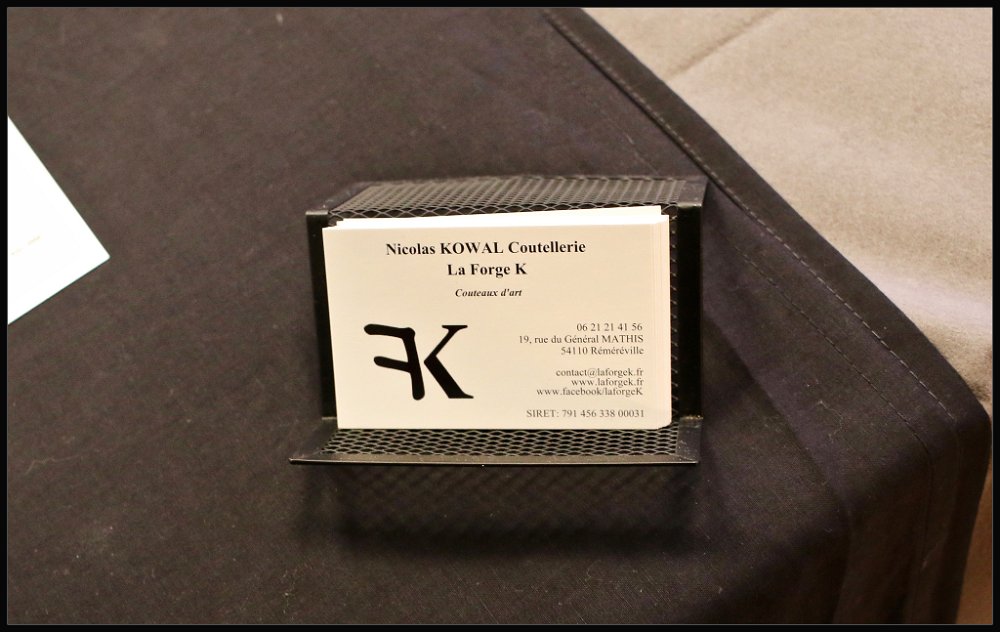 Nicolas KOWAL Coutellerie
La Forge K
Couteaux d'art
FK
06 21 21 41 56
19, rue du Général MATHIS
54110 Réméréville
contact@laforgek.fr
www.laforgek.fr
www.facebook/laforgeK
SIRET: 791 456 338 00031